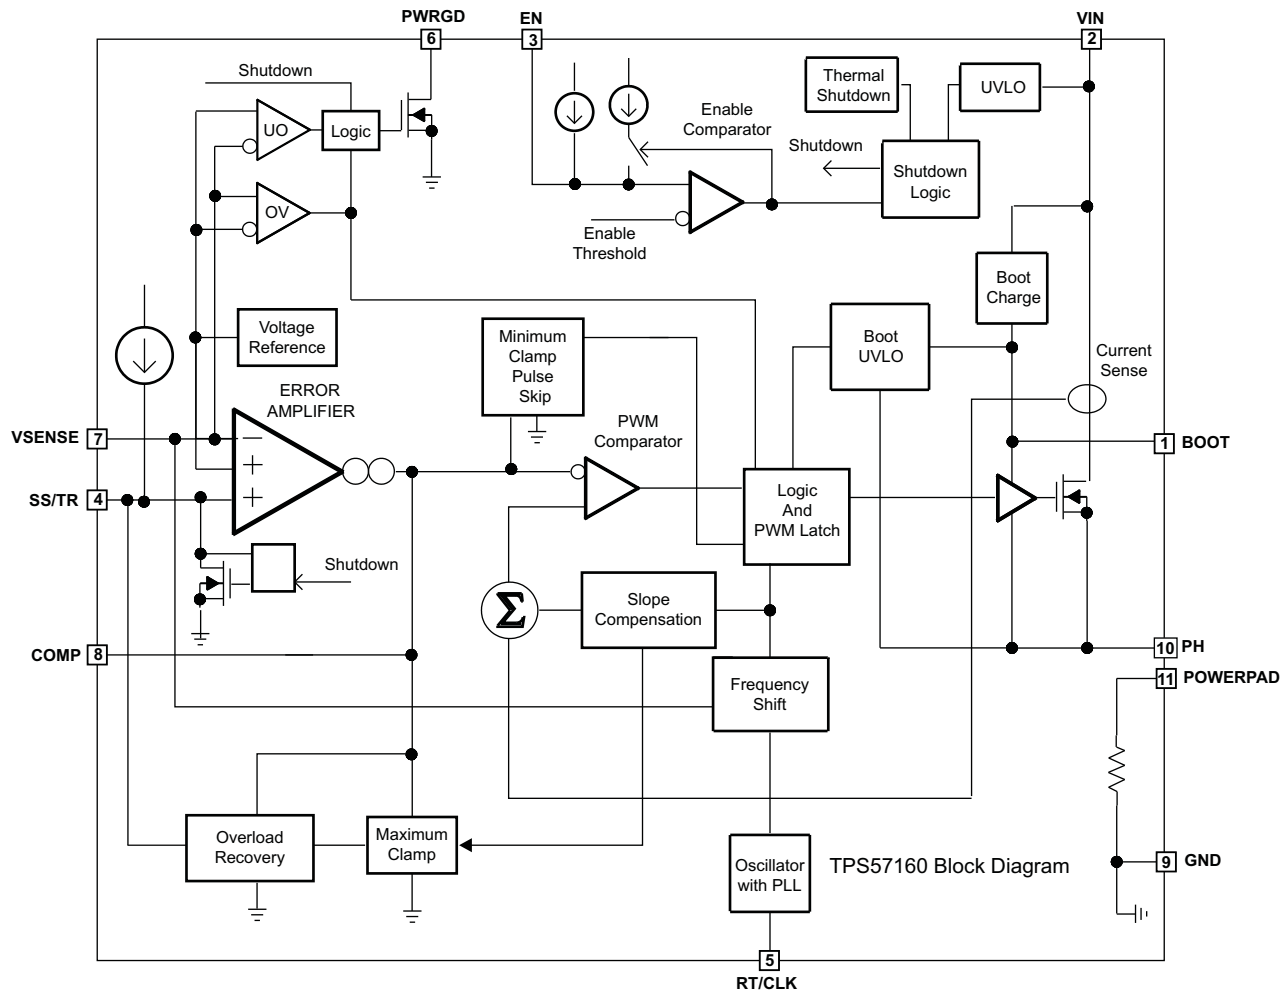 PWRGD
6
EN
3
VIN
2
Shutdown
UO
Logic
OV
Enable
Comparator
Enable
Threshold
Thermal
Shutdown
UVLO
Shutdown
Shutdown
Logic
Boot
Charge
Voltage
Reference
Minimum
Clamp
Pulse
Skip
Boot
UVLO
Current
Sense
ERROR
AMPLIFIER
PWM
Comparator
VSENSE
7
−
+
+
SS/TR
4
1
BOOT
Logic
And
PWM Latch
Shutdown
Σ
Slope
Compensation
COMP
8
10
PH
11
POWERPAD
Frequency
Shift
Overload
Recovery
Maximum
Clamp
Oscillator
with PLL
TPS57160 Block Diagram
9
GND
5
RT/CLK